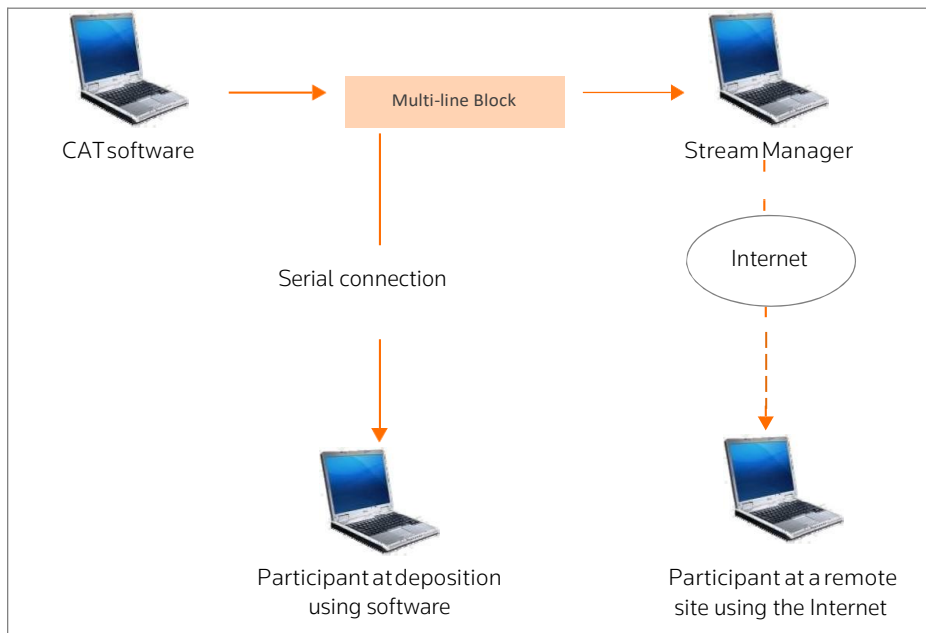 Multi-line Block
CAT software
Stream Manager
Internet
Serial connection
Participant at deposition
using software
Participant at a remote
site using the Internet